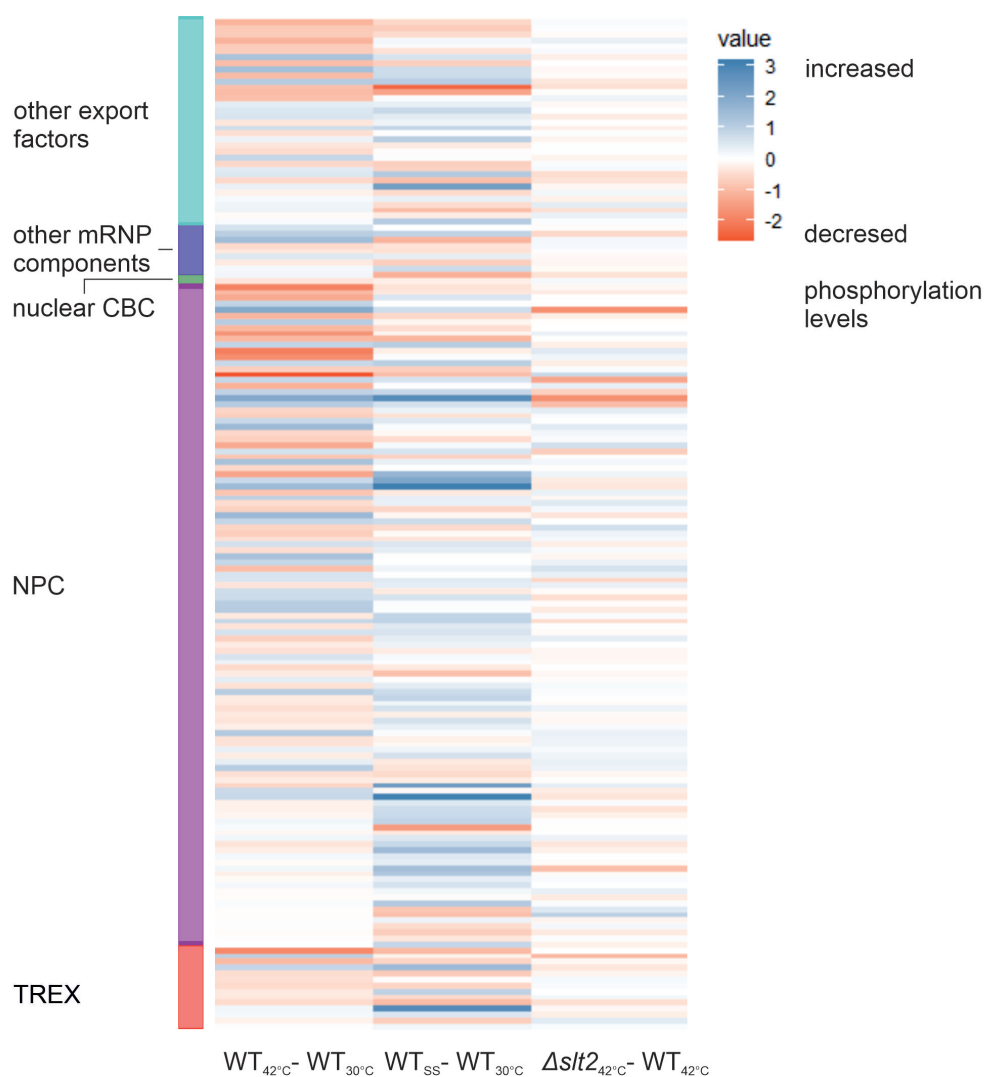 value
3
2
1
0
-1
-2
increased
decresed
phosphorylation
levels
other export
factors
other mRNP
components
nuclear CBC
NPC
TREX
WT42°C- WT30°C
WTSS- WT30°C
Δslt242°C- WT42°C